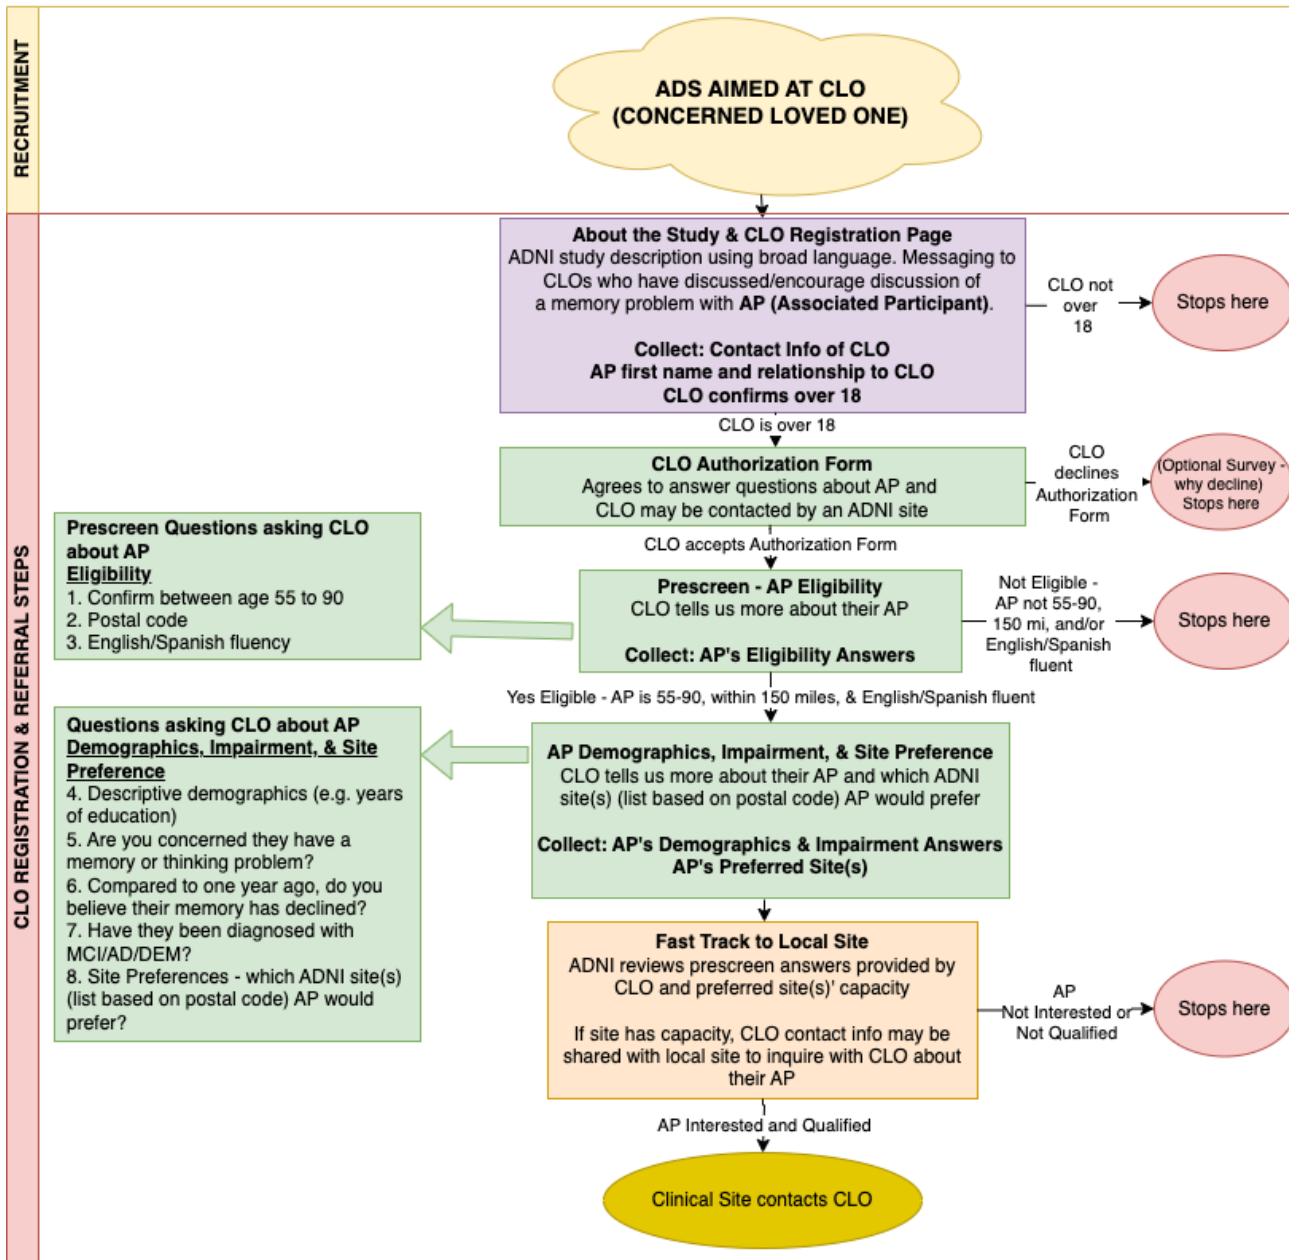 RECRUITMENT
ADS AIMED AT CLO
(CONCERNED LOVED ONE)
CLO REGISTRATION & REFERRAL STEPS
About the Study & CLO Registration Page
ADNI study description using broad language. Messaging to
CLOs who have discussed/encourage discussion of
a memory problem with AP (Associated Participant).
Collect: Contact Info of CLO
AP first name and relationship to CLO
CLO confirms over 18
CLO not
over
18
Stops here
CLO is over 18
CLO Authorization Form
Agrees to answer questions about AP and
CLO may be contacted by an ADNI site
CLO
declines
Authorization
Form
(Optional Survey -
why decline)
Stops here
CLO accepts Authorization Form
Prescreen - AP Eligibility
CLO tells us more about their AP
Collect: AP's Eligibility Answers
Not Eligible -
AP not 55-90,
150 mi, and/or
English/Spanish
fluent
Stops here
Prescreen Questions asking CLO
about AP
Eligibility
1. Confirm between age 55 to 90
2. Postal code
3. English/Spanish fluency
Yes Eligible - AP is 55-90, within 150 miles, & English/Spanish fluent
AP Demographics, Impairment, & Site Preference
CLO tells us more about their AP and which ADNI
site(s) (list based on postal code) AP would prefer
Collect: AP's Demographics & Impairment Answers
AP's Preferred Site(s)
Questions asking CLO about AP
Demographics, Impairment, & Site
Preference
4. Descriptive demographics (e.g. years
of education)
5. Are you concerned they have a
memory or thinking problem?
6. Compared to one year ago, do you
believe their memory has declined?
7. Have they been diagnosed with
MCI/AD/DEM?
8. Site Preferences - which ADNI site(s)
(list based on postal code) AP would
prefer?
Fast Track to Local Site
ADNI reviews prescreen answers provided by
CLO and preferred site(s)' capacity
If site has capacity, CLO contact info may be
shared with local site to inquire with CLO about
their AP
AP
Not Interested or
Not Qualified
Stops here
AP Interested and Qualified
Clinical Site contacts CLO